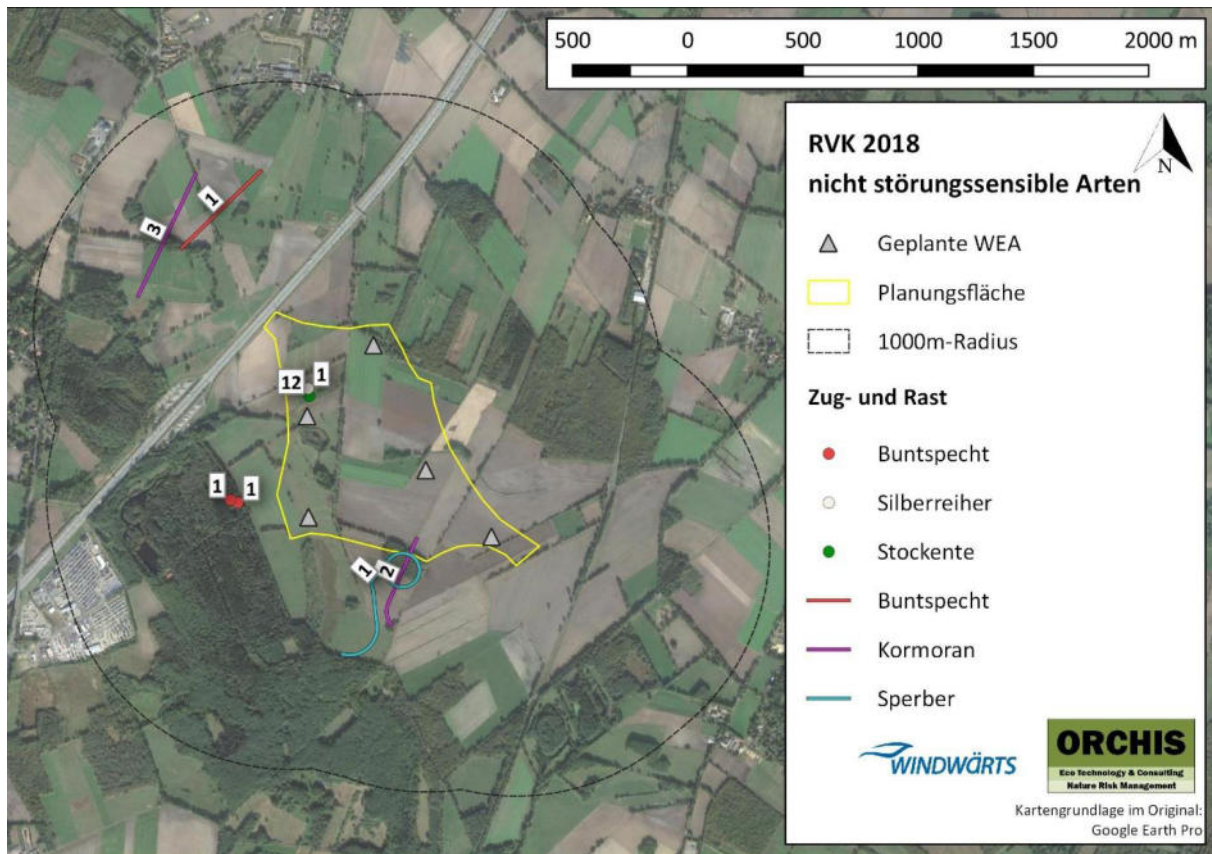 500 0 500 1000 1500 2000 m
RVK 2018
nicht störungssensible Arten
N
Geplante WEA
Planungsfläche
1000m-Radius
Zug- und Rast
Buntspecht
Silberreiher
Stockente
Buntspecht
Kormoran
Sperber
WINDWÄRTS
ORCHIS
Eco Technology & Consulting
Nature Risk Management
Kartengrundlage im Original:
Google Earth Pro
3
1
12
1
1
1
1
2